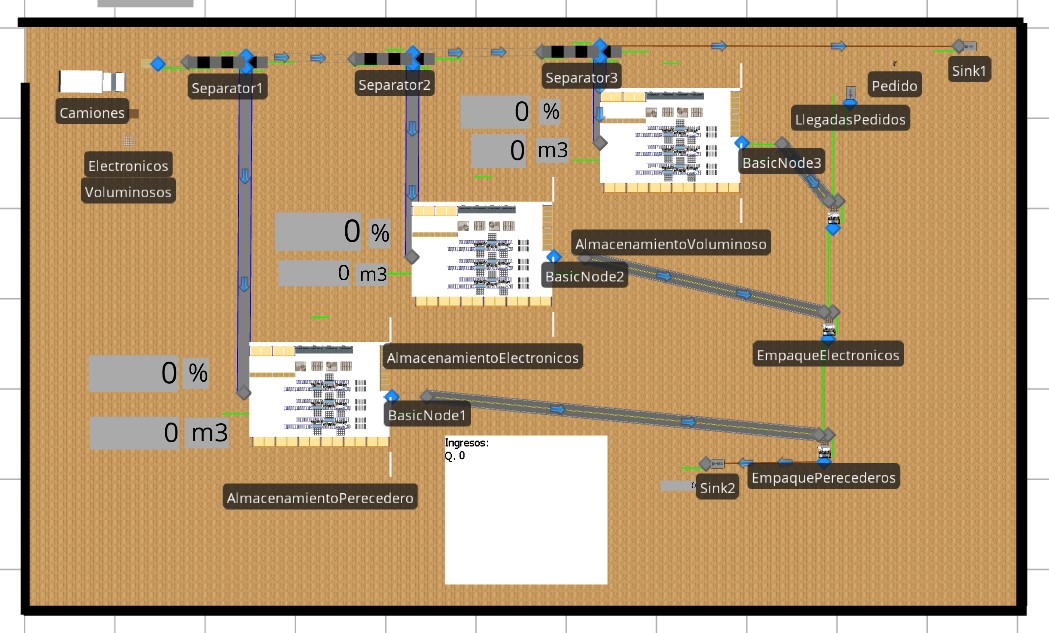 Separator1
Separator2
Separator3
Sink1
Camiones
Pedido
0 %
LlegadasPedidos
0 m3
BasicNode3
Electronicos
Voluminosos
0 %
AlmacenamientoVoluminoso
0 m3
BasicNode2
AlmacenamientoElectronicos
EmpaqueElectronicos
0 %
BasicNode1
0 m3
Ingresos:
Q. 0
EmpaquePerecederos
Sink2
AlmacenamientoPerecedero